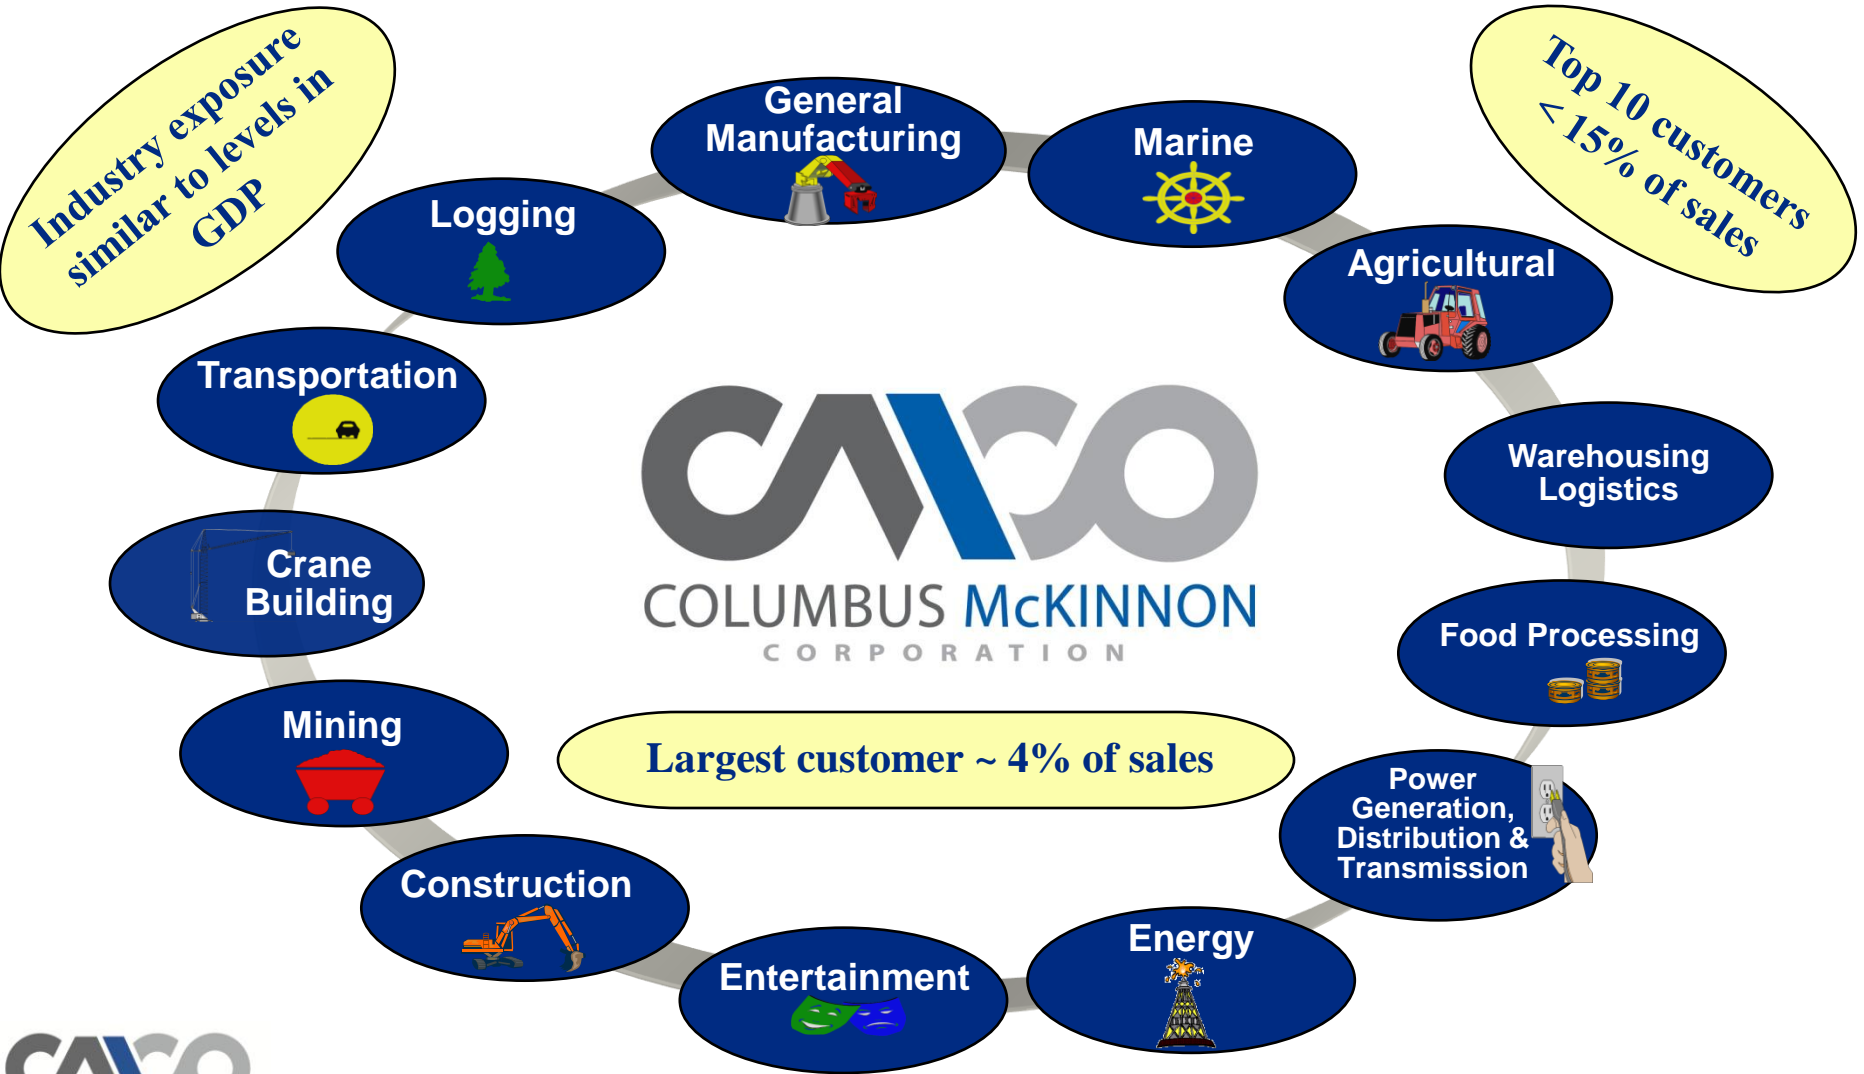 Industry exposure
similar to levels in
GDP
Top 10 customers
< 15% of sales
General
Manufacturing
Marine
Logging
Agricultural
Transportation
Warehousing
Logistics
Crane
Building
CMCO
COLUMBUS McKINNON
CORPORATION
Food Processing
Mining
Largest customer ~ 4% of sales
Power
Generation,
Distribution &
Transmission
Construction
Energy
Entertainment
CMCO